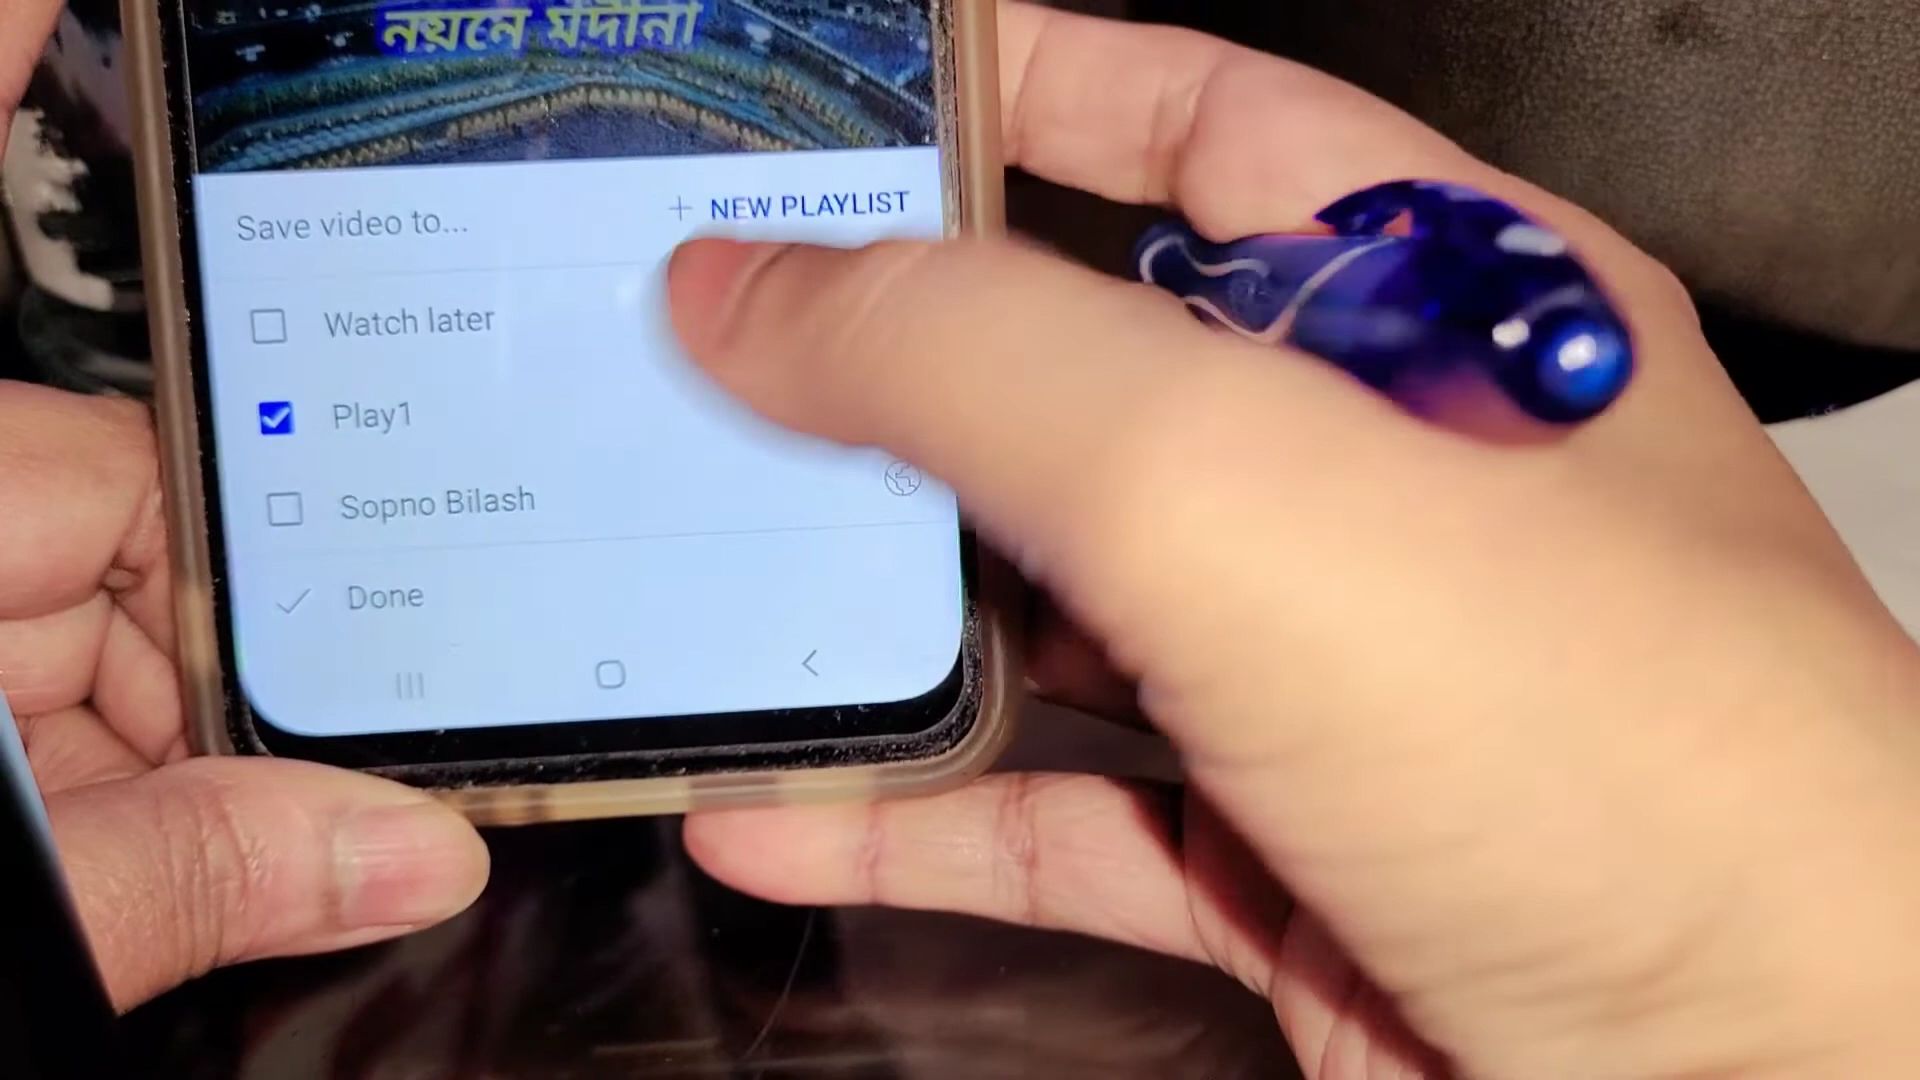 নয়নে মদীনা
Save video to...
+ NEW PLAYLIST
Watch later
Play1
Sopno Bilash
Done